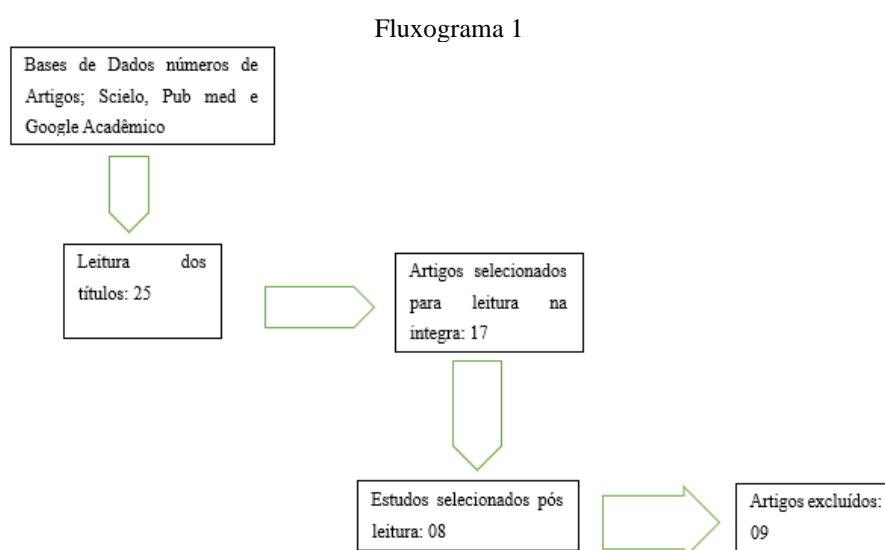 Fluxograma 1
Bases de Dados números de
Artigos; Scielo, Pub med e
Google Acadêmico
Leitura dos
títulos: 25
Artigos selecionados
para leitura na
integra: 17
Estudos selecionados pós
leitura: 08
Artigos excluídos:
09